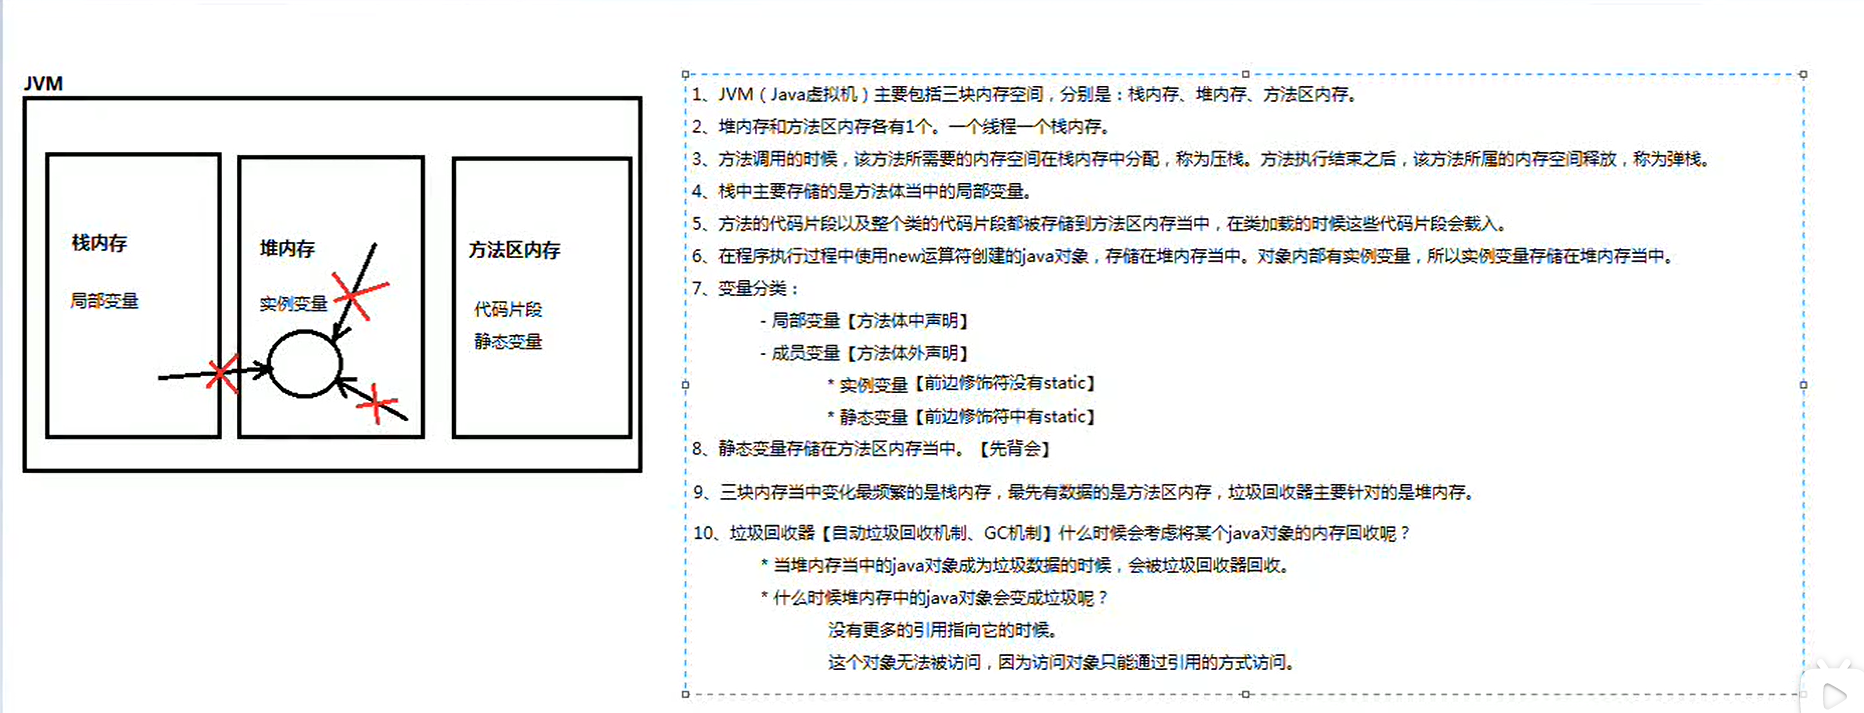 JVM
栈内存
局部变量
堆内存
实例变量
方法区内存
代码片段
静态变量
1、JVM（Java虚拟机）主要包括三块内存空间，分别是：栈内存、堆内存、方法区内存。
2、堆内存和方法区内存各有1个。一个线程一个栈内存。
3、方法调用的时候，该方法所需要的内存空间在栈内存中分配，称为压栈。方法执行结束之后，该方法所属的内存空间释放，称为弹栈。
4、栈中主要存储的是方法体当中的局部变量。
5、方法的代码片段以及整个类的代码片段都被存储到方法区内存当中，在类加载的时候这些代码片段会载入。
6、在程序执行过程中使用new运算符创建的java对象，存储在堆内存当中。对象内部有实例变量，所以实例变量存储在堆内存当中。
7、变量分类：
- 局部变量【方法体中声明】
- 成员变量【方法体外声明】
* 实例变量【前边修饰符没有static】
* 静态变量【前边修饰符中有static】
8、静态变量存储在方法区内存当中。【先背会】
9、三块内存当中变化最频繁的是栈内存，最先有数据的是方法区内存，垃圾回收器主要针对的是堆内存。
10、垃圾回收器【自动垃圾回收机制、GC机制】什么时候会考虑将某个java对象的内存回收呢？
* 当堆内存当中的java对象成为垃圾数据的时候，会被垃圾回收器回收。
* 什么时候堆内存中的java对象会变成垃圾呢？
没有更多的引用指向它的时候。
这个对象无法被访问，因为访问对象只能通过引用的方式访问。